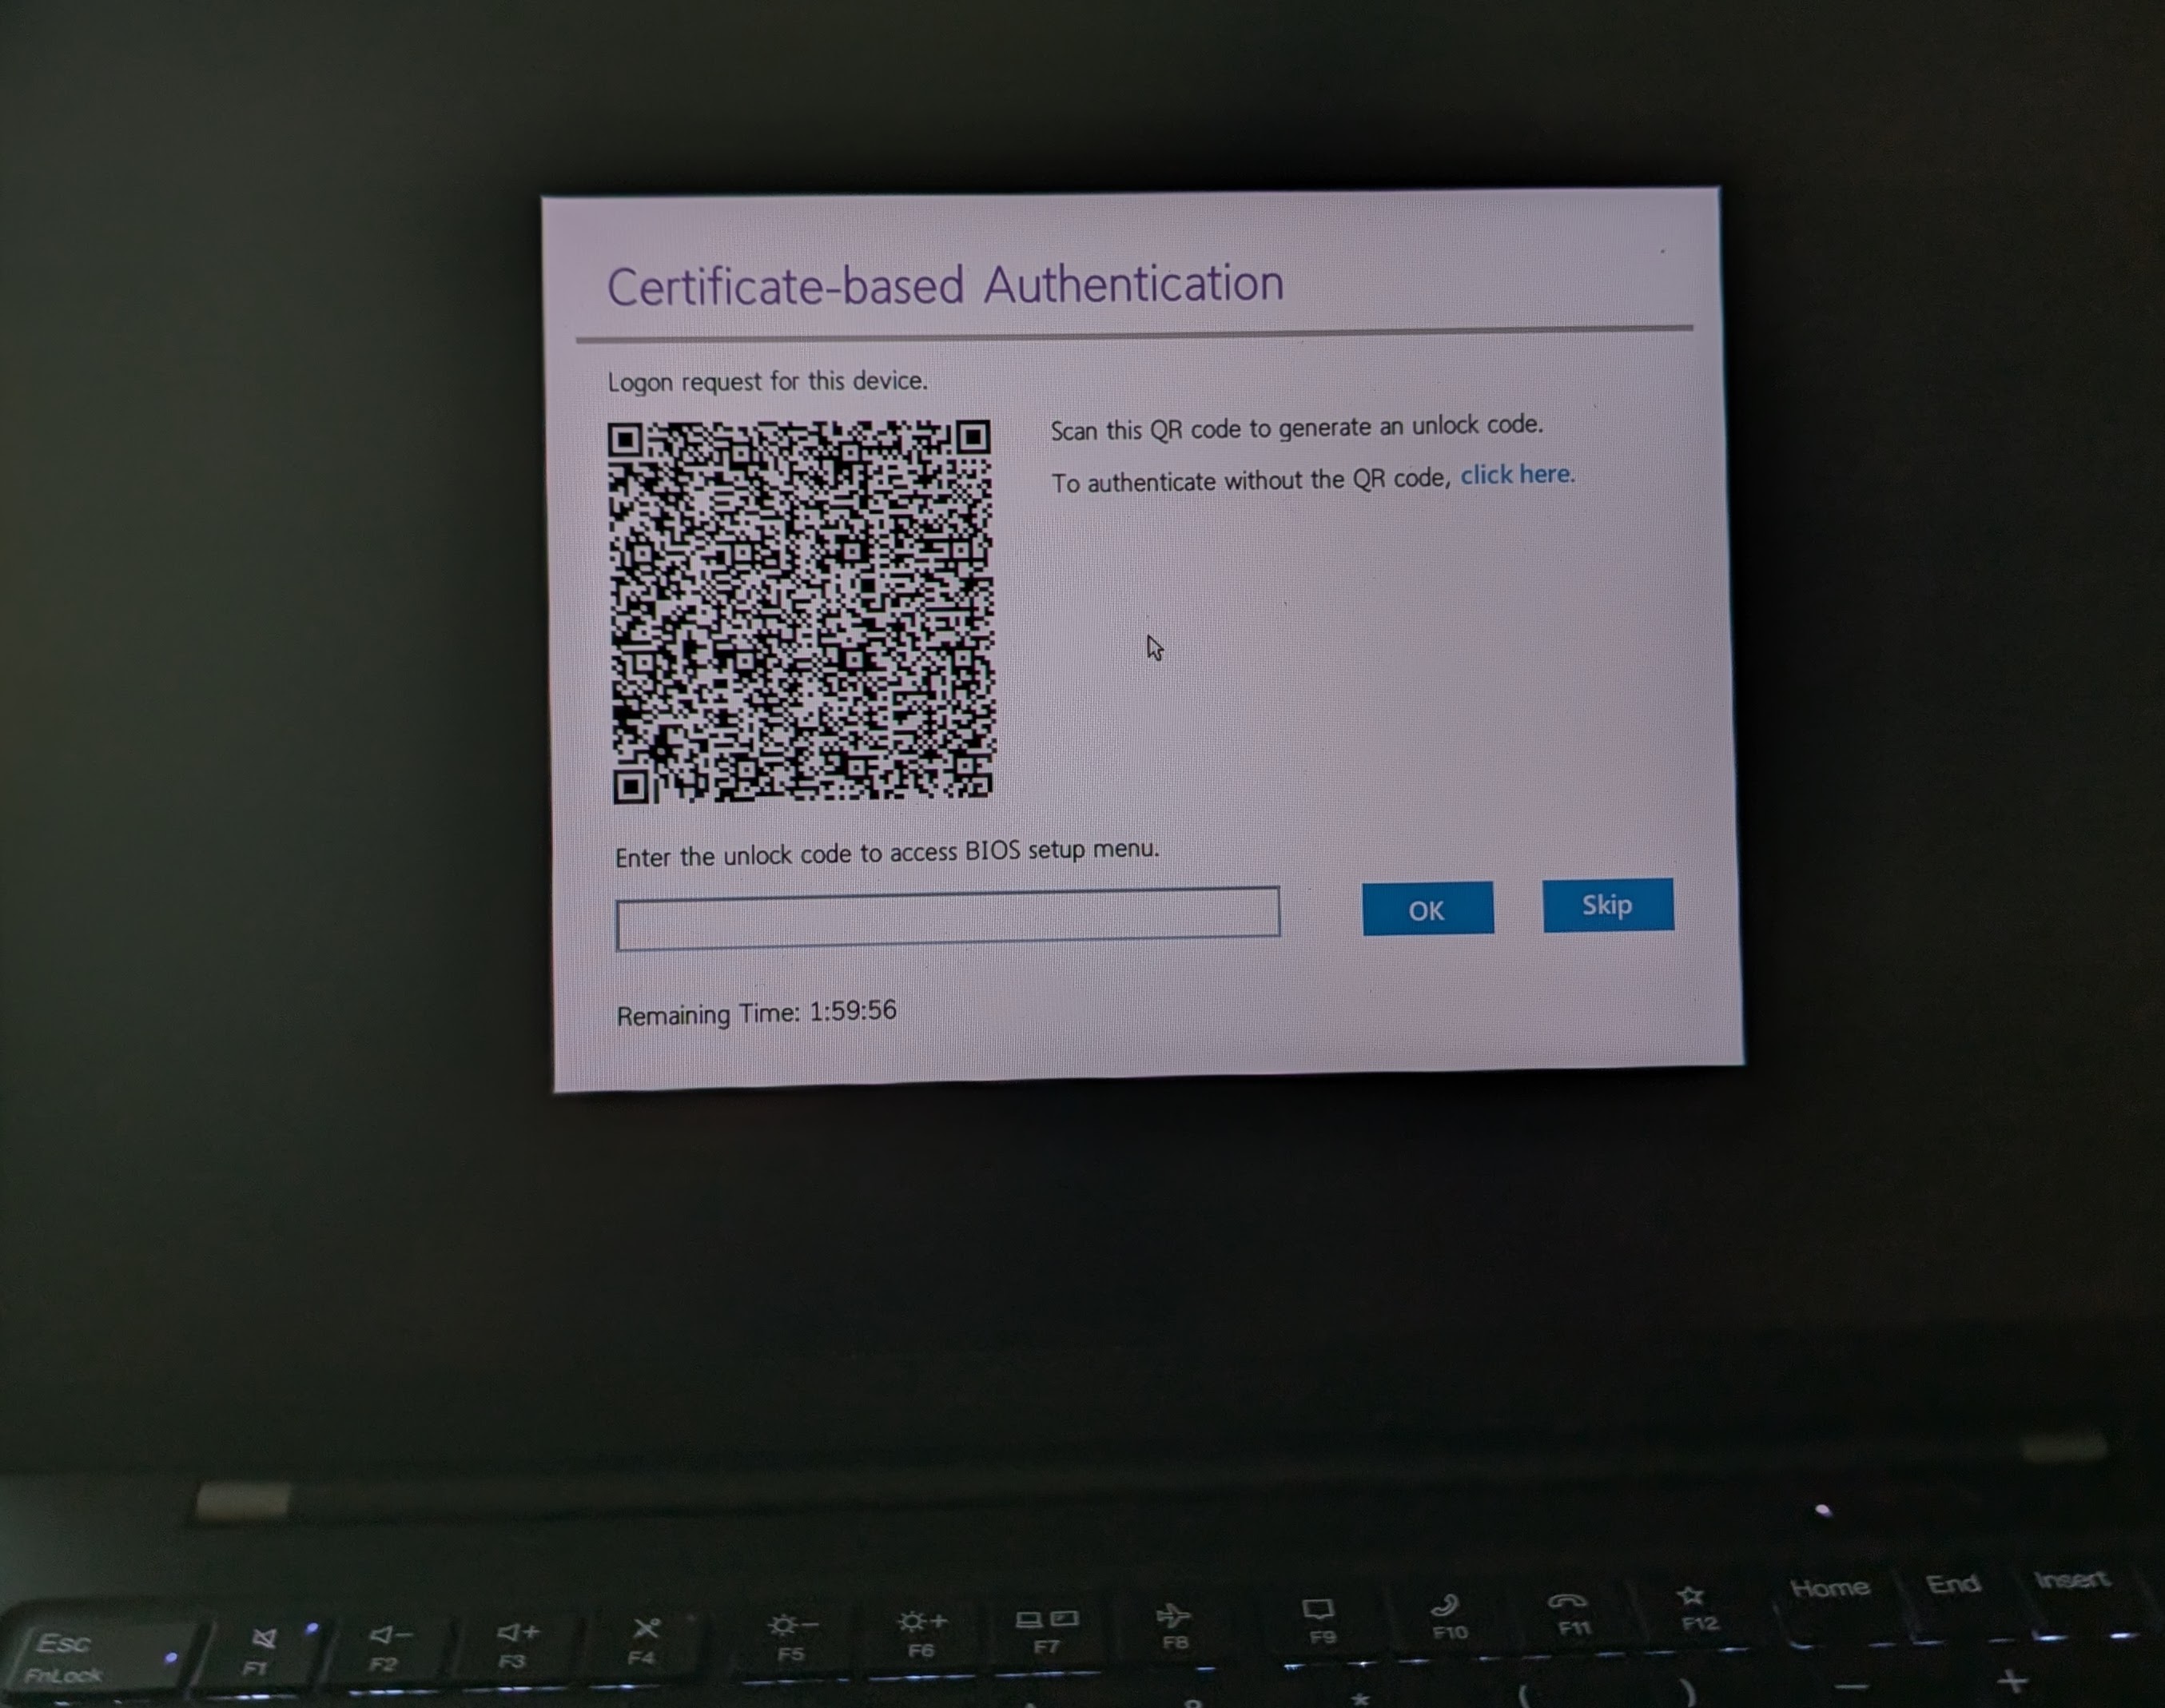 Certificate-based Authentication
Logon request for this device.
Scan this QR code to generate an unlock code.
To authenticate without the QR code, click here.
Enter the unlock code to access BIOS setup menu.
OK
Skip
Remaining Time: 1:59:56
Home
End
Insert
Esc
FnLock
F1
F2
F3
F4
F5
F6
F7
F8
F9
F10
F11
F12
* ( ) — +